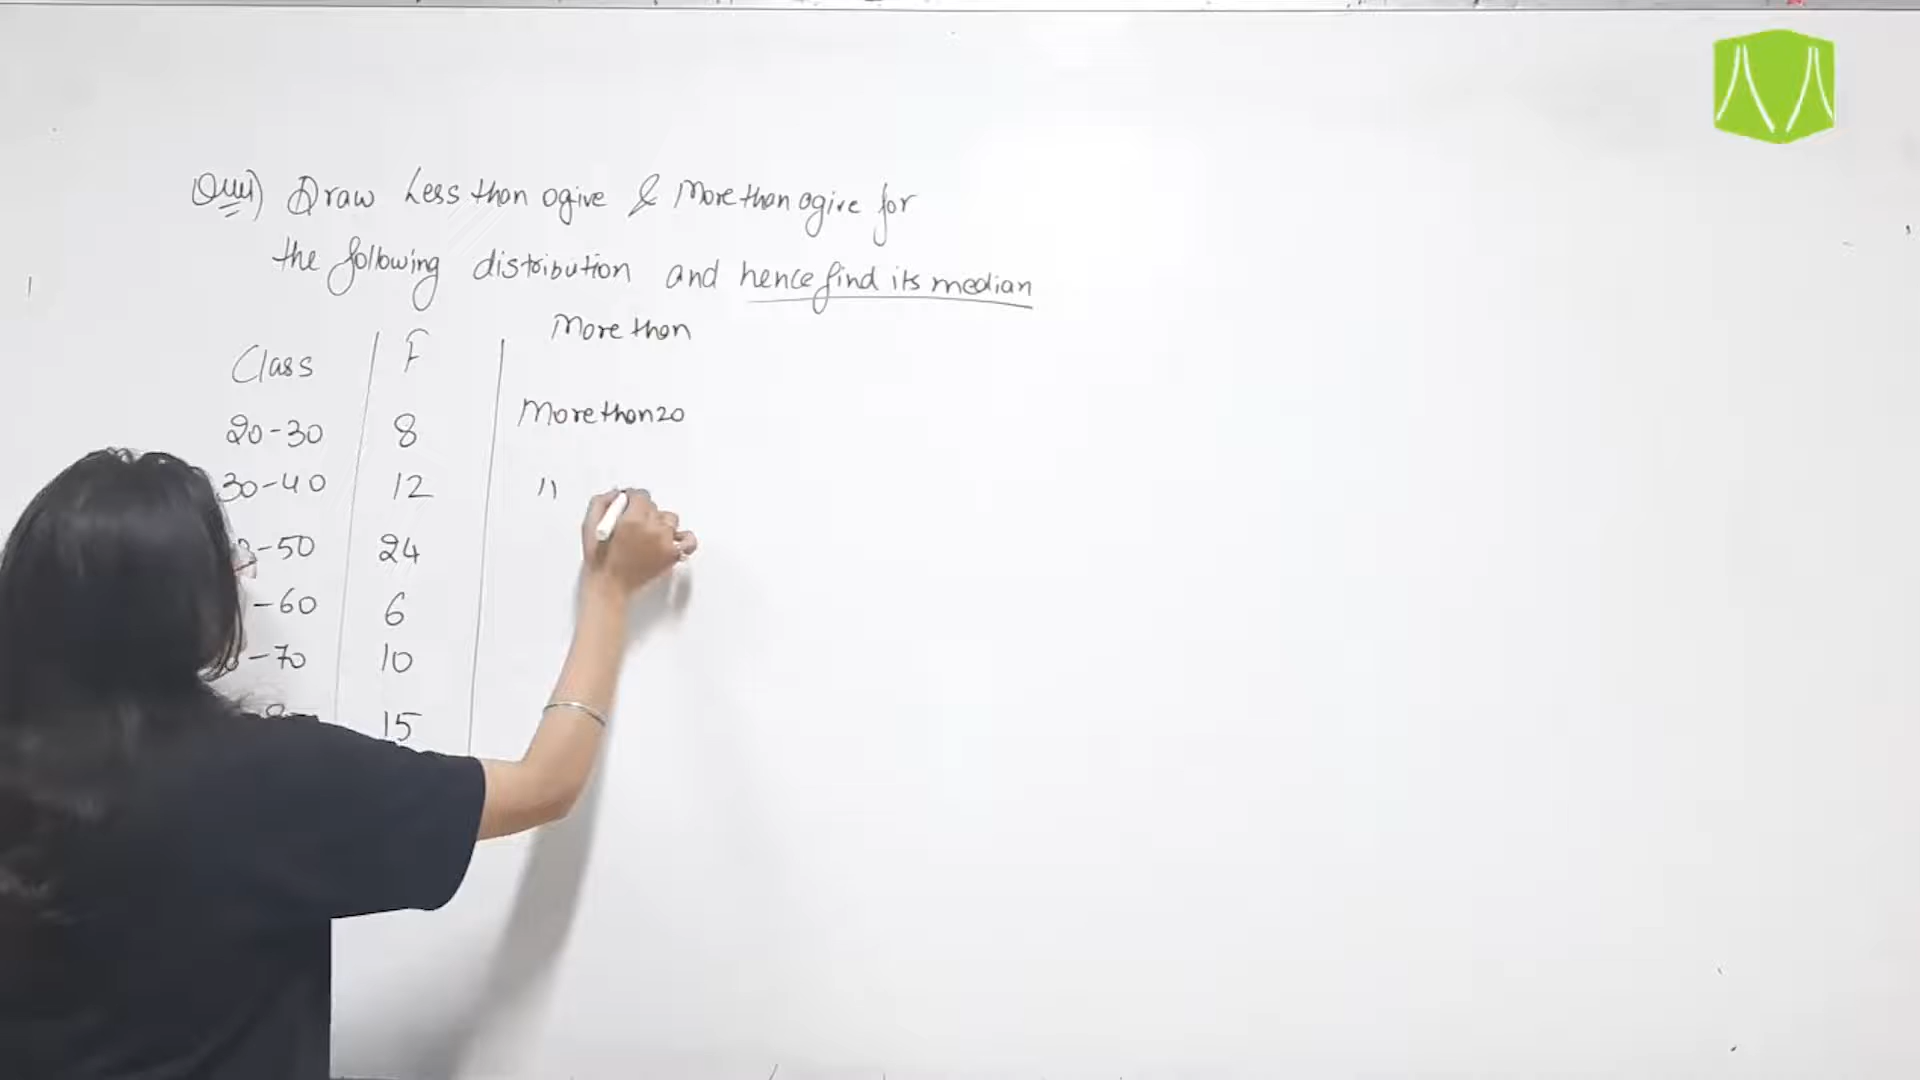 Ques) Draw Less than ogive & More than ogive for
the following distribution and hence find its median
Class F More than
20-30 8 More than 20
30-40 12 "
-50 24
-60 6
-70 10
15